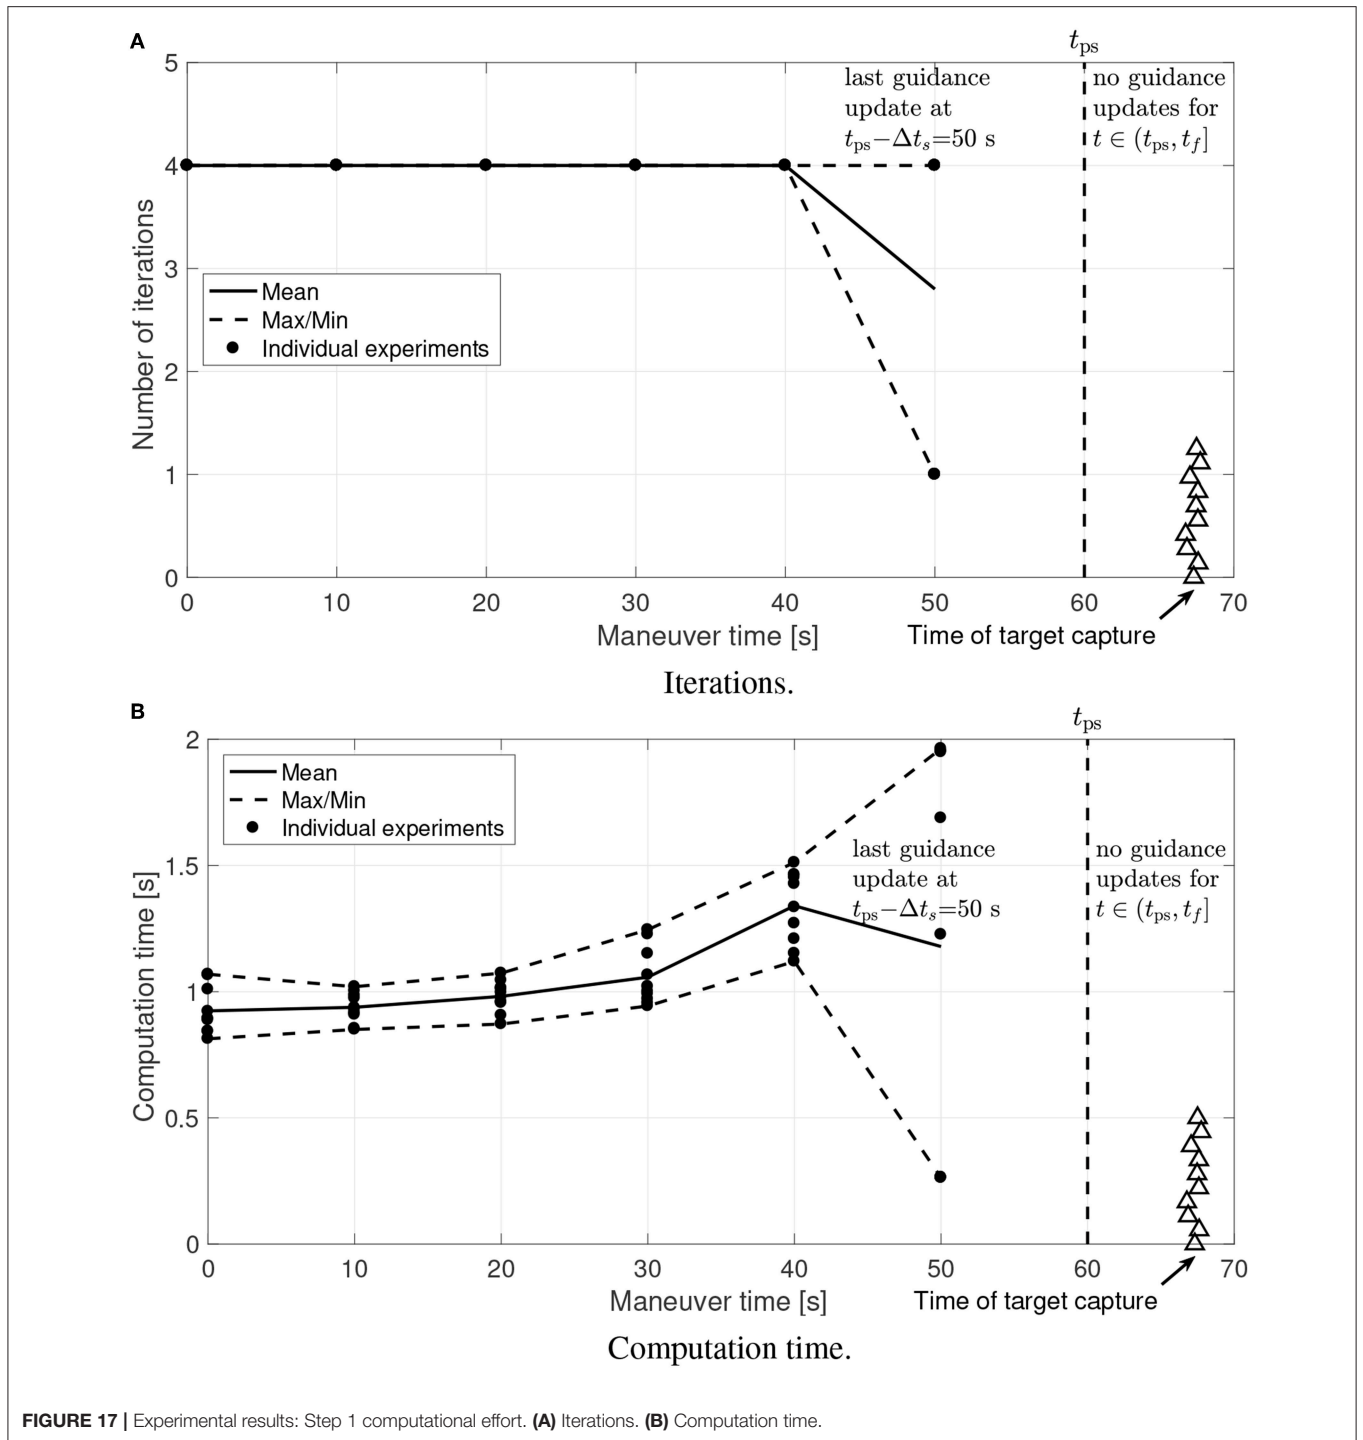 A
t_ps
5
last guidance
update at
t_ps−Δt_s=50 s
no guidance
updates for
t ∈ (t_ps, t_f]
4
3
2
1
0
Number of iterations
Mean
Max/Min
Individual experiments
0 10 20 30 40 50 60 70
Maneuver time [s]
Time of target capture
Iterations.
B
t_ps
2
1.5
1
0.5
0
Computation time [s]
Mean
Max/Min
Individual experiments
last guidance
update at
t_ps−Δt_s=50 s
no guidance
updates for
t ∈ (t_ps, t_f]
0 10 20 30 40 50 60 70
Maneuver time [s]
Time of target capture
Computation time.
FIGURE 17 | Experimental results: Step 1 computational effort. (A) Iterations. (B) Computation time.